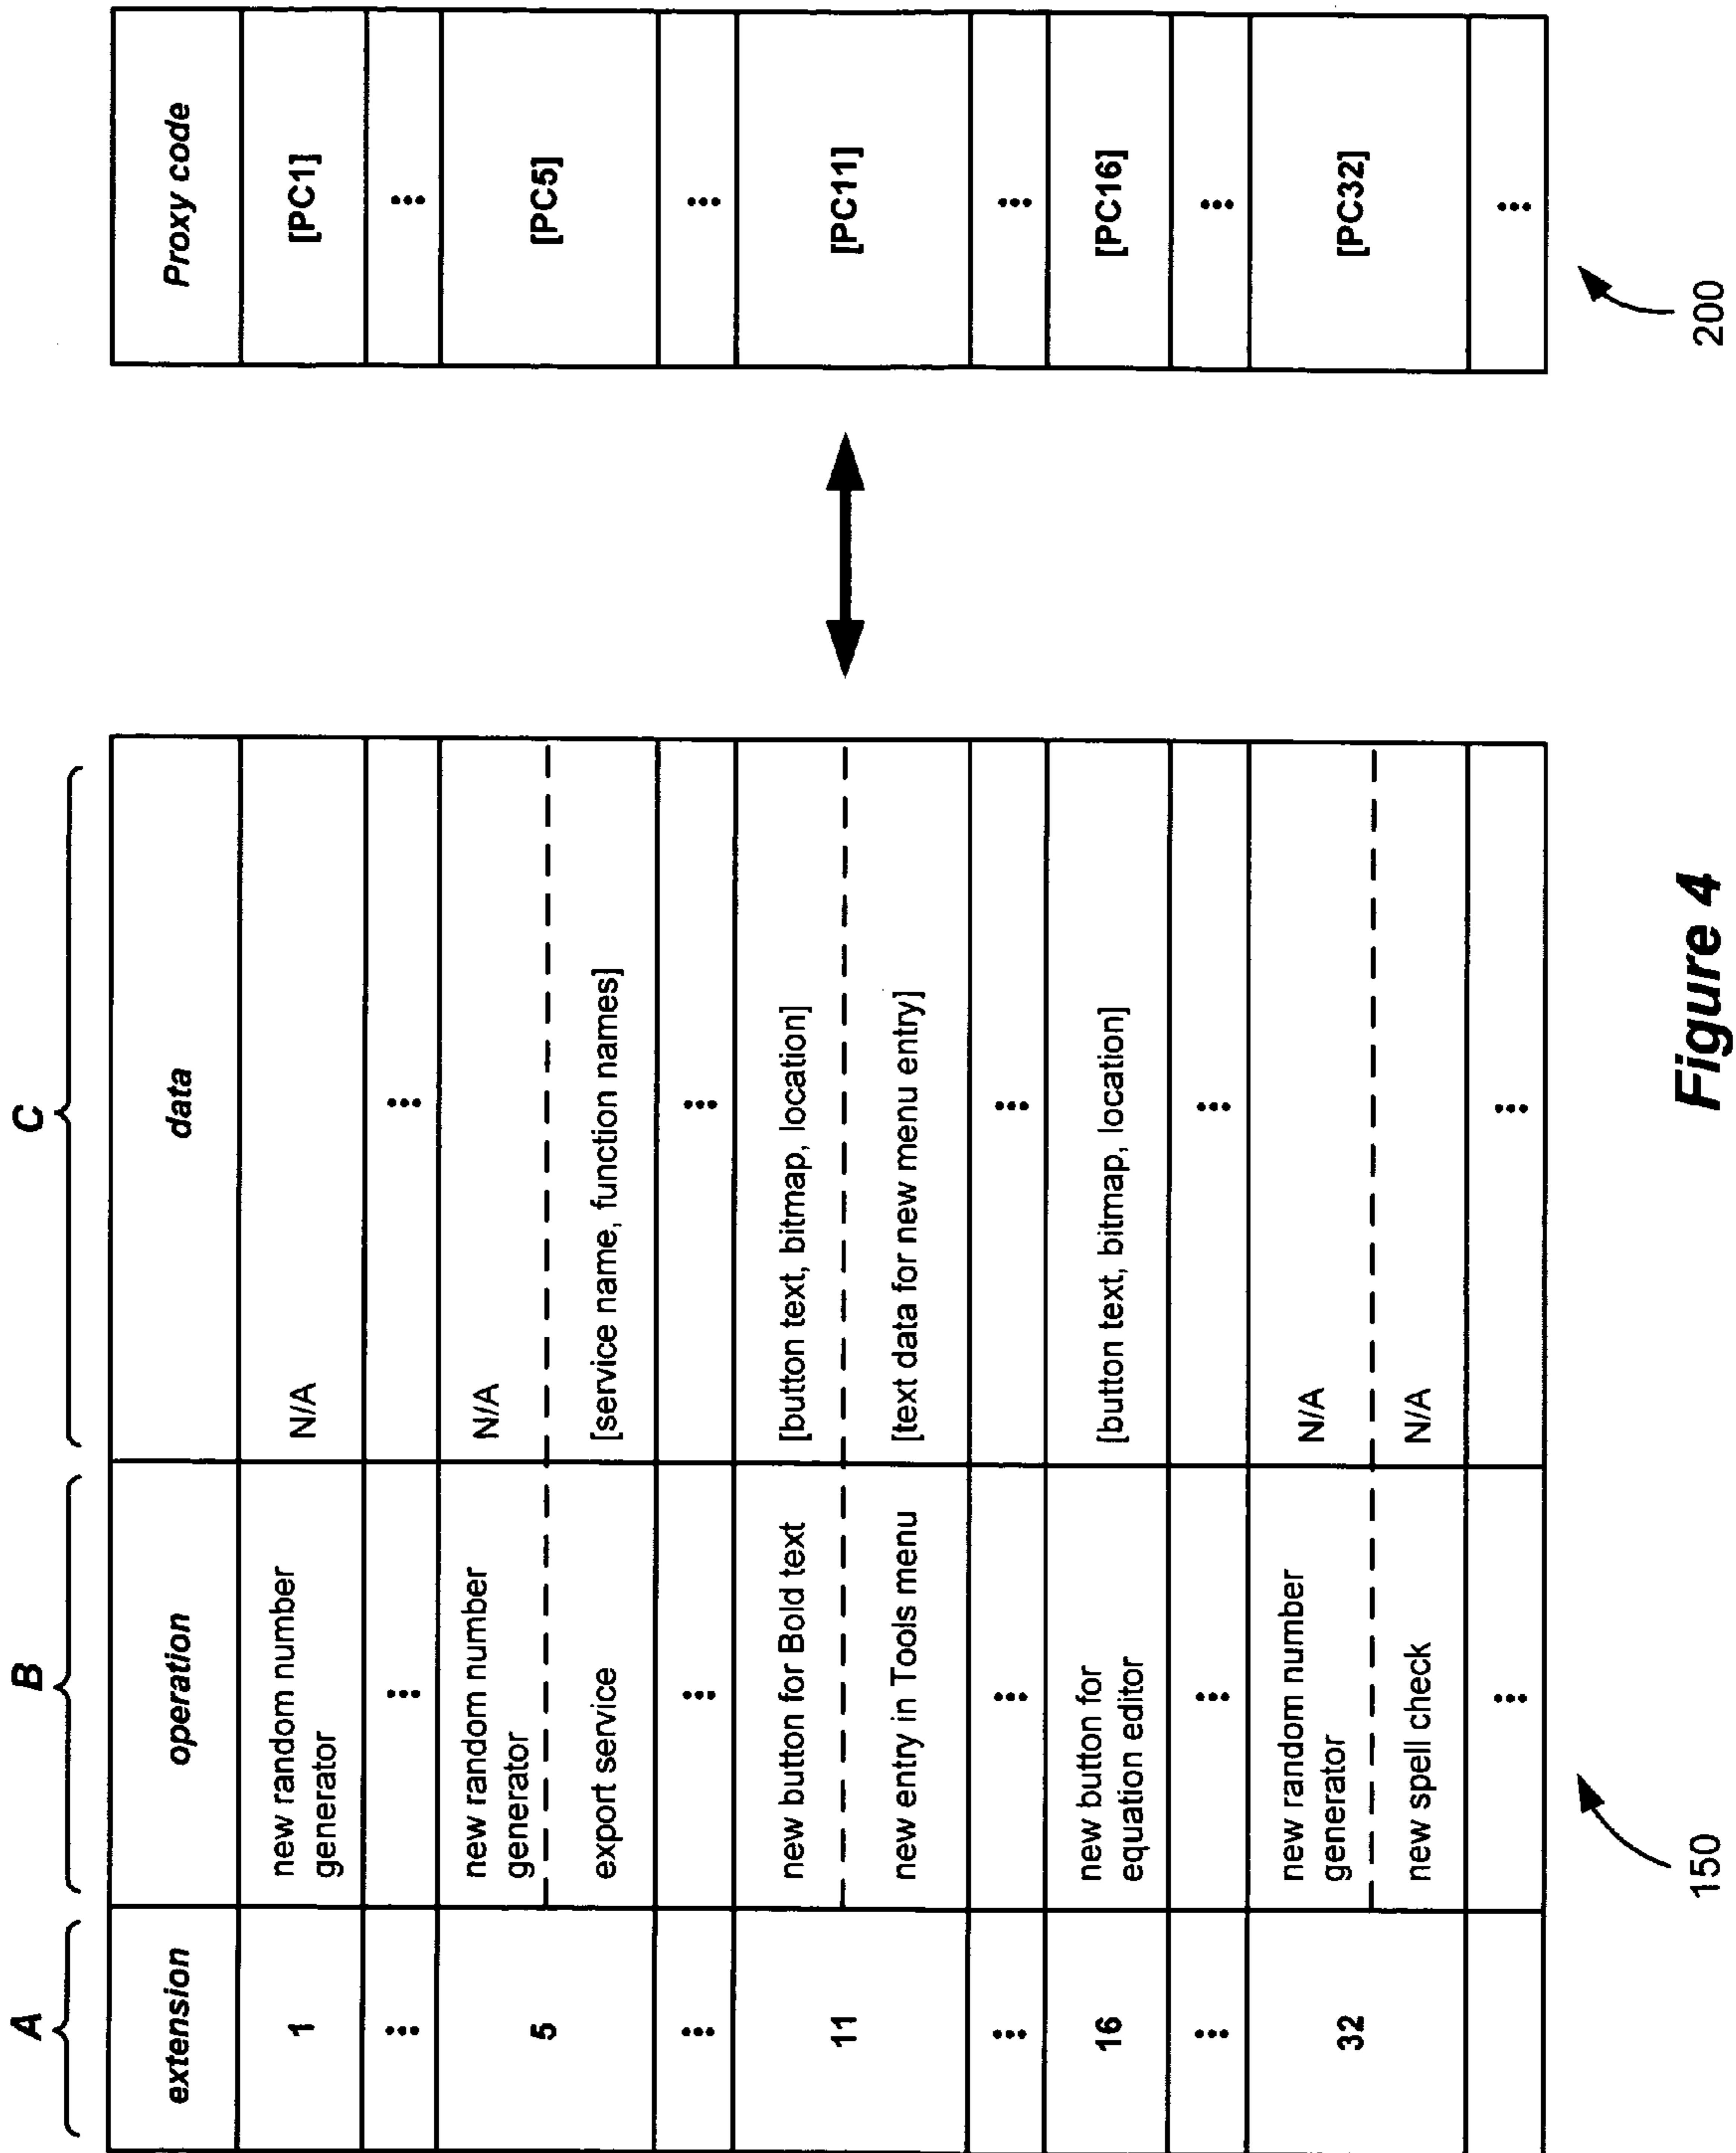 A B C
extension operation data Proxy code
1 new random number N/A [PC1]
generator
⋮ ⋮ ⋮ ⋮
5 new random number N/A [PC5]
generator
export service [service name, function names]
⋮ ⋮ ⋮ ⋮
11 new button for Bold text [button text, bitmap, location] [PC11]
new entry in Tools menu [text data for new menu entry]
⋮ ⋮ ⋮ ⋮
16 new button for [button text, bitmap, location] [PC16]
equation editor
⋮ ⋮ ⋮ ⋮
32 new random number N/A [PC32]
generator
new spell check N/A
⋮ ⋮ ⋮
150 200
Figure 4